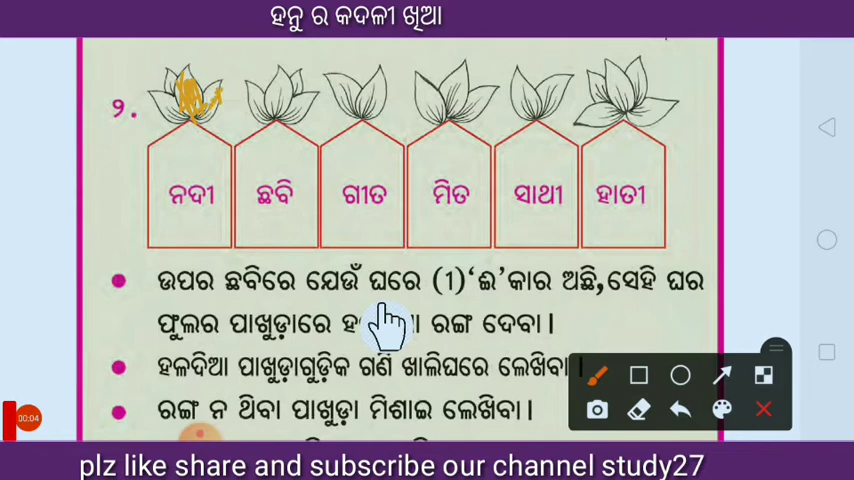 ହନୁ ର କଦଳୀ ଖିଆ
୨.
ନଦୀ ଛବି ଗୀତ ମିତ ସାଥୀ ହାତୀ
ଉପର ଛବିରେ ଯେଉଁ ଘରେ (ୀ)‘ଈ’କାର ଅଛି,ସେହି ଘର
ଫୁଲର ପାଖୁଡ଼ାରେ ରଙ୍ଗ ଦେବା।
ହଳଦିଆ ପାଖୁଡ଼ାଗୁଡ଼ିକ ଗଣି ଖାଲିଘରେ ଲେଖିବା।
ରଙ୍ଗ ନ ଥିବା ପାଖୁଡ଼ା ମିଶାଇ ଲେଖିବା।
00:04
plz like share and subscribe our channel study27